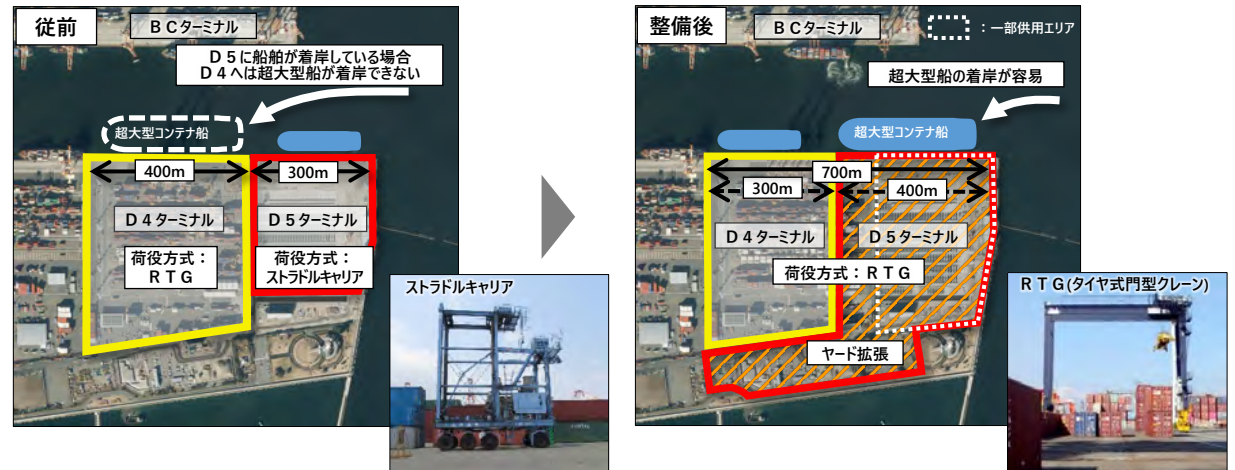 従前
ＢＣターミナル
Ｄ５に船舶が着岸している場合
Ｄ４へは超大型船が着岸できない
超大型コンテナ船
400m
300m
Ｄ４ターミナル
Ｄ５ターミナル
荷役方式：
ＲＴＧ
荷役方式：
ストラドルキャリア
ストラドルキャリア
整備後
ＢＣターミナル
：一部供用エリア
超大型船の着岸が容易
超大型コンテナ船
700m
300m
400m
Ｄ４ターミナル
Ｄ５ターミナル
荷役方式：ＲＴＧ
ＲＴＧ(タイヤ式門型クレーン)
ヤード拡張